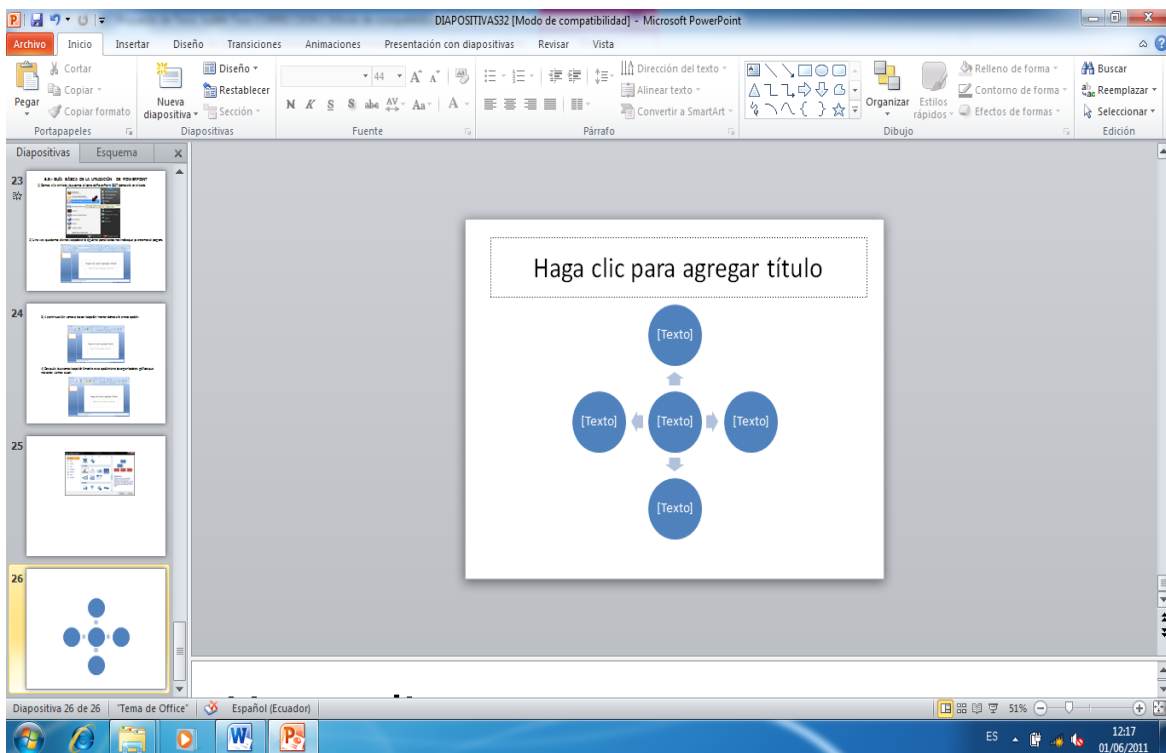 DIAPOSITIVAS32 [Modo de compatibilidad] - Microsoft PowerPoint
Archivo Inicio Insertar Diseño Transiciones Animaciones Presentación con diapositivas Revisar Vista
Pegar
Cortar
Copiar
Copiar formato
Portapapeles
Nueva diapositiva
Diseño
Restablecer
Sección
Diapositivas
44
N K S S abc AV Aa A
Fuente
Dirección del texto
Alinear texto
Convertir a SmartArt
Párrafo
Organizar
Estilos rápidos
Relleno de forma
Contorno de forma
Efectos de formas
Dibujo
Buscar
Reemplazar
Seleccionar
Edición
Diapositivas Esquema
23
24
25
26
Haga clic para agregar título
[Texto]
[Texto] [Texto] [Texto]
[Texto]
Diapositiva 26 de 26 "Tema de Office" Español (Ecuador) 51%
ES 12:17
01/06/2011